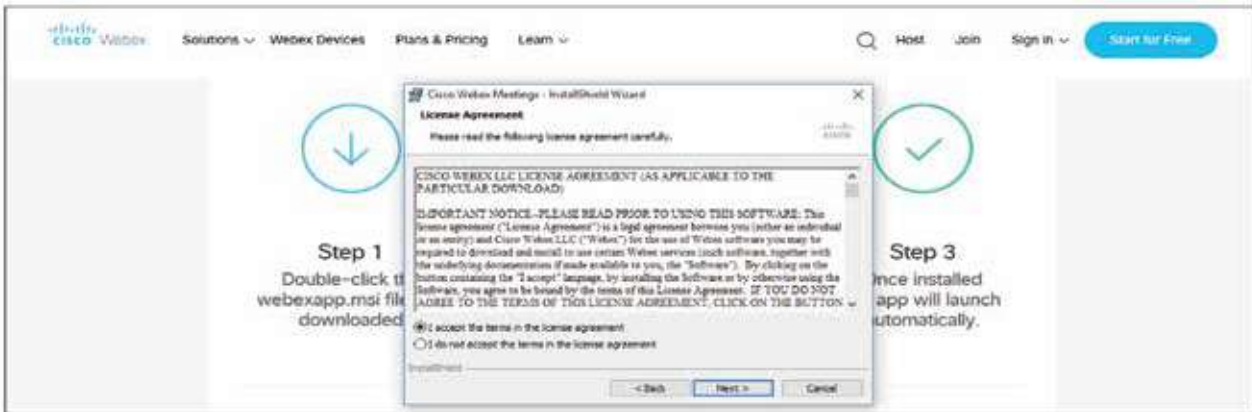 CISCO Webex Solutions Webex Devices Plans & Pricing Learn Host Join Sign in Start for Free
Cisco Webex Meetings - InstallShield Wizard
License Agreement
Please read the following license agreement carefully.
CISCO
CISCO WEBEX LLC LICENSE AGREEMENT (AS APPLICABLE TO THE
PARTICULAR DOWNLOAD)
IMPORTANT NOTICE--PLEASE READ PRIOR TO USING THIS SOFTWARE: This
license agreement ("License Agreement") is a legal agreement between you (either an individual
or an entity) and Cisco Webex LLC ("Webex") for the use of Webex software you may be
required to download and install to use certain Webex services (such software, together with
the underlying documentation if made available to you, the "Software"). By clicking on the
button containing the "I accept" language, by installing the Software or by otherwise using the
Software, you agree to be bound by the terms of this License Agreement. IF YOU DO NOT
AGREE TO THE TERMS OF THIS LICENSE AGREEMENT, CLICK ON THE BUTTON
I accept the terms in the license agreement
I do not accept the terms in the license agreement
InstallShield
< Back Next > Cancel
Step 1
Double-click th
webexapp.msi file
downloaded
Step 3
Once installed
app will launch
automatically.